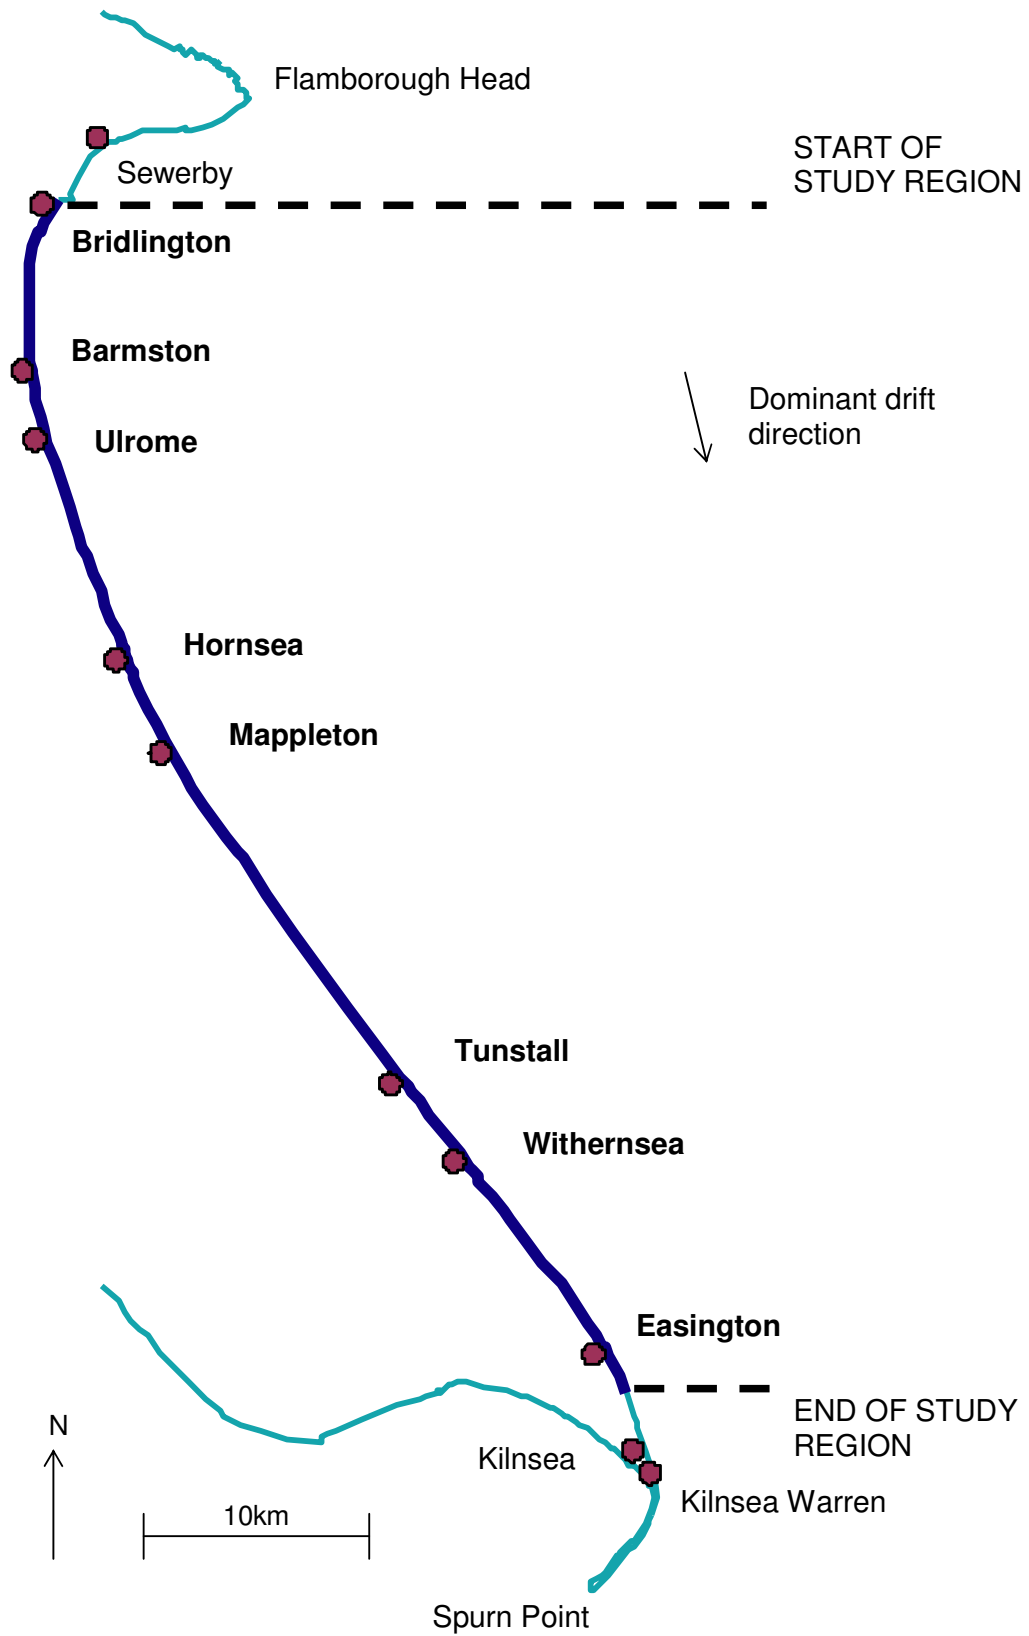 Flamborough Head
START OF
STUDY REGION
Sewerby
Bridlington
Barmston
Dominant drift
direction
Ulrome
Hornsea
Mappleton
Tunstall
Withernsea
Easington
END OF STUDY
REGION
N
Kilnsea
Kilnsea Warren
10km
Spurn Point